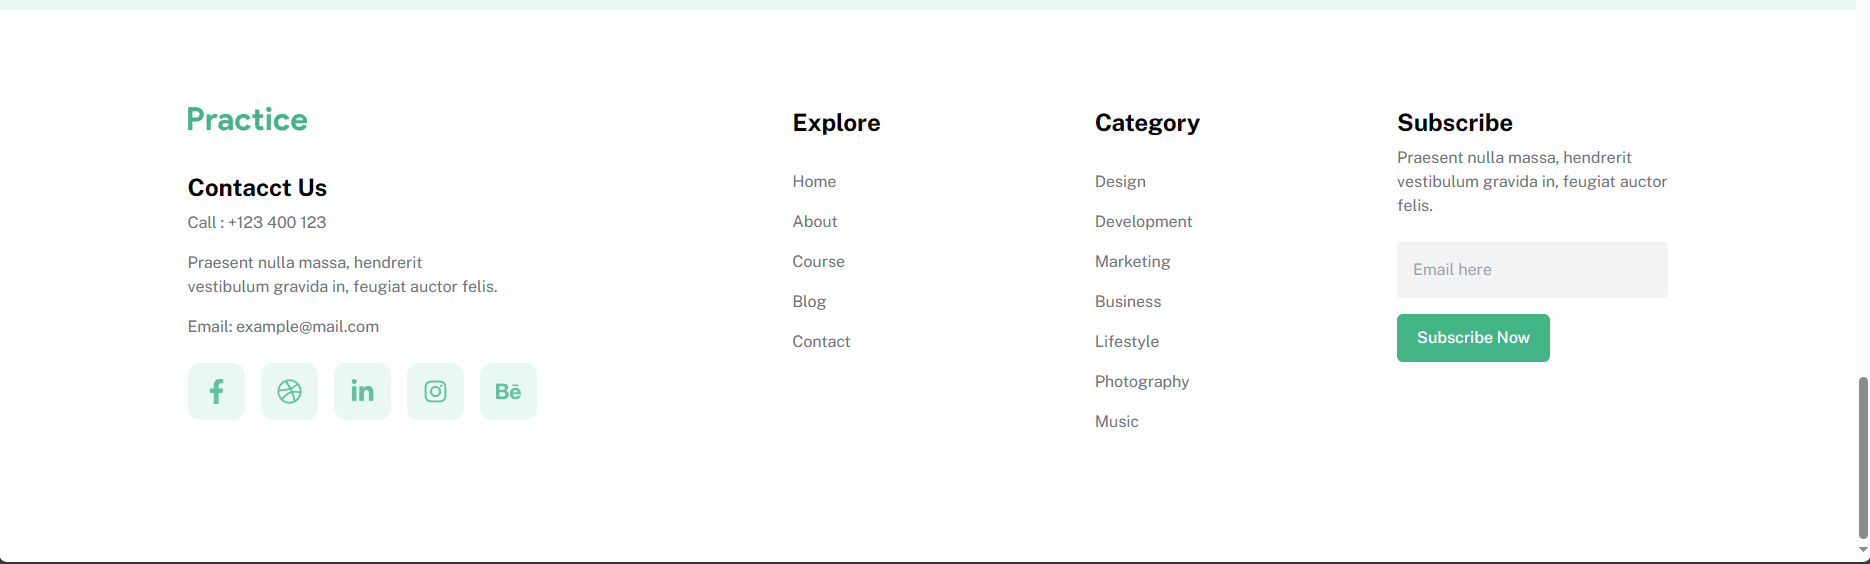 Practice
Contacct Us
Call : +123 400 123
Praesent nulla massa, hendrerit
vestibulum gravida in, feugiat auctor felis.
Email: example@mail.com
Bē
Explore
Home
About
Course
Blog
Contact
Category
Design
Development
Marketing
Business
Lifestyle
Photography
Music
Subscribe
Praesent nulla massa, hendrerit
vestibulum gravida in, feugiat auctor
felis.
Email here
Subscribe Now